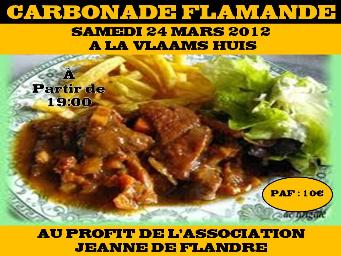 CARBONADE FLAMANDE
SAMEDI 24 MARS 2012
A LA VLAAMS HUIS
À
Partir de
19:00
PAF : 10€
AU PROFIT DE L'ASSOCIATION
JEANNE DE FLANDRE